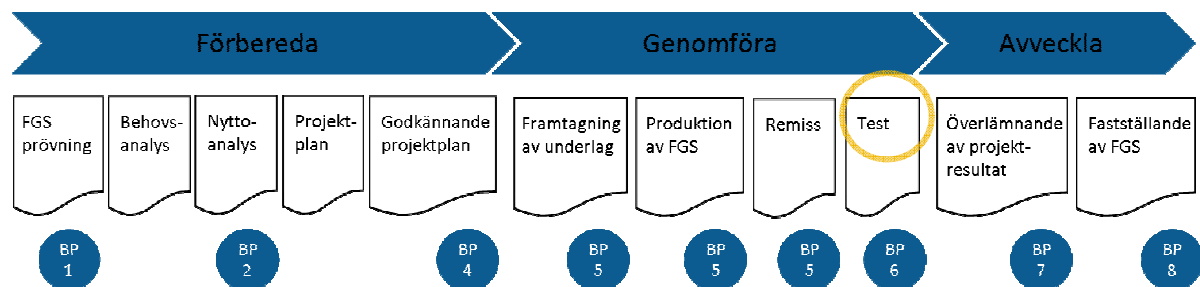 Förbereda
Genomföra
Avveckla
FGS
prövning
Behovs-
analys
Nytto-
analys
Projekt-
plan
Godkännande
projektplan
Framtagning
av underlag
Produktion
av FGS
Remiss
Test
Överlämnande
av projekt-
resultat
Fastställande
av FGS
BP
1
BP
2
BP
4
BP
5
BP
5
BP
5
BP
6
BP
7
BP
8